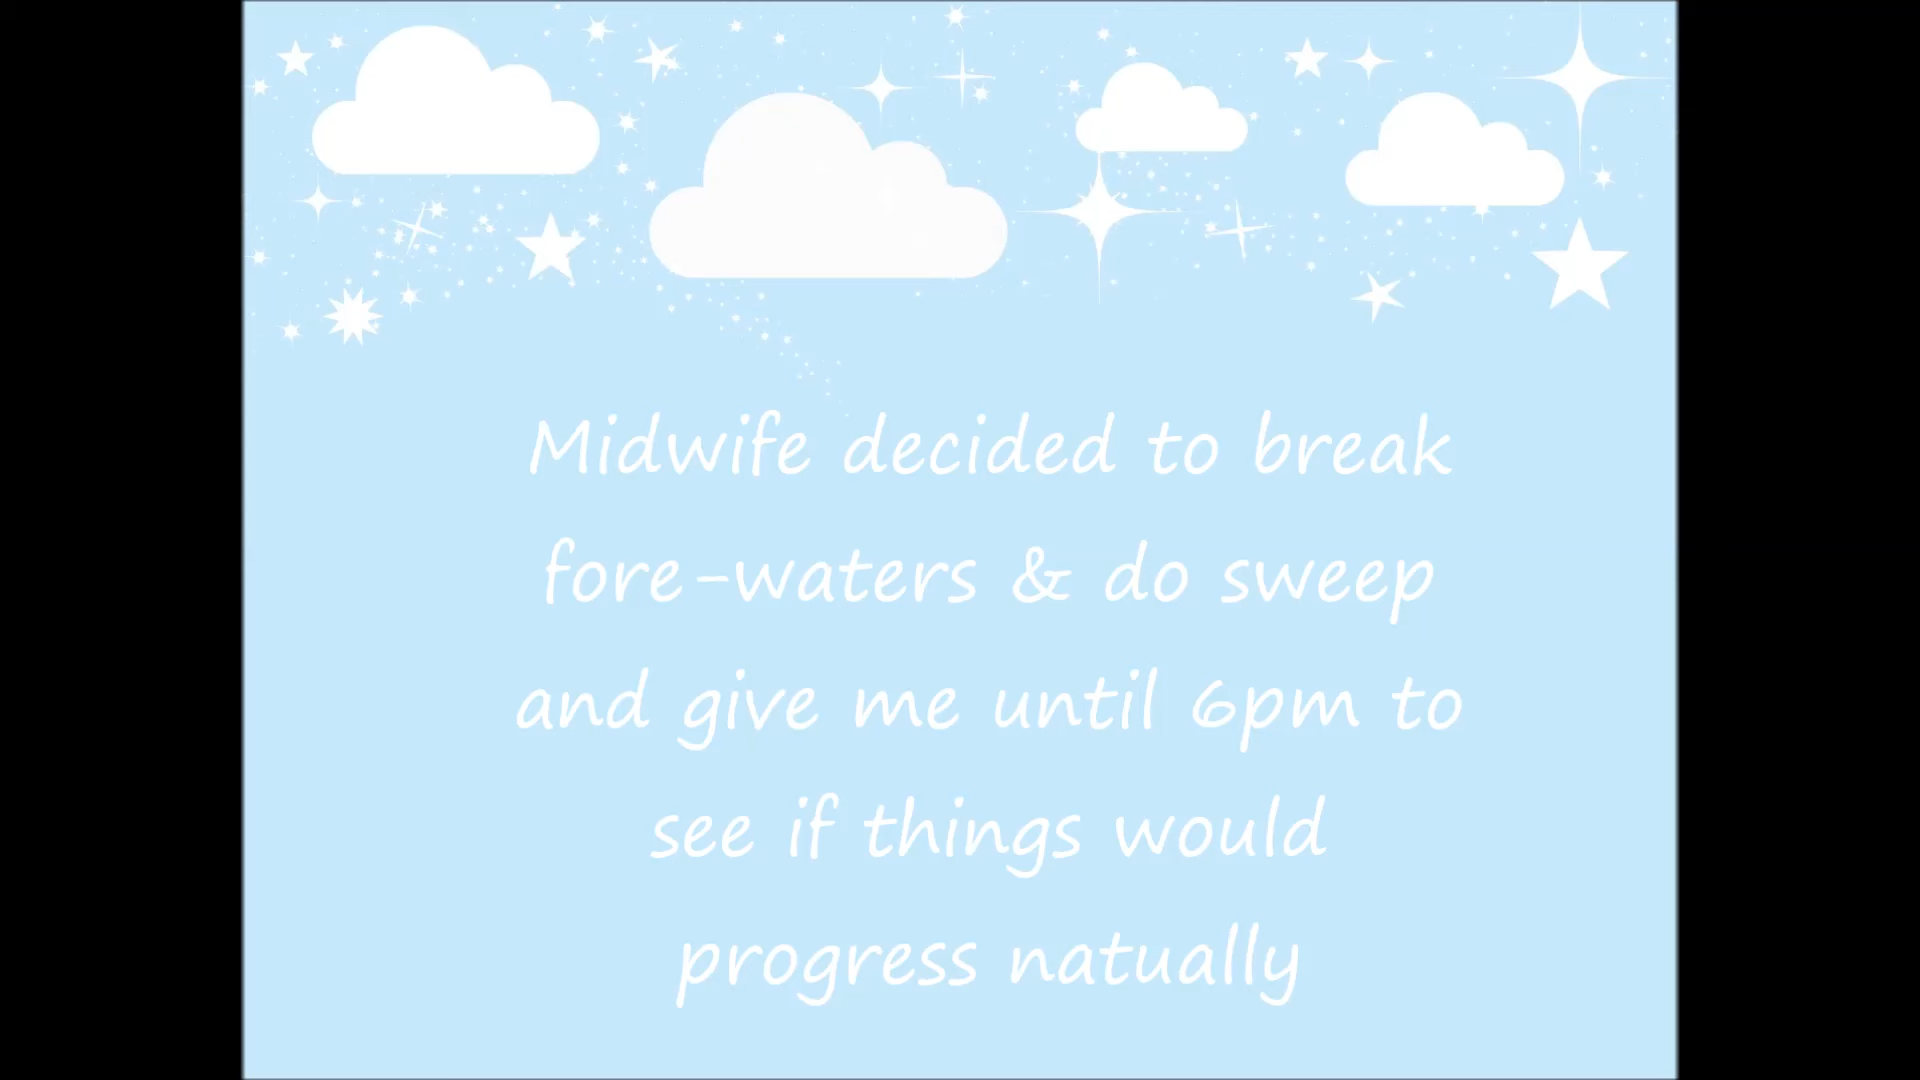 Midwife decided to break
fore-waters & do sweep
and give me until 6pm to
see if things would
progress natually